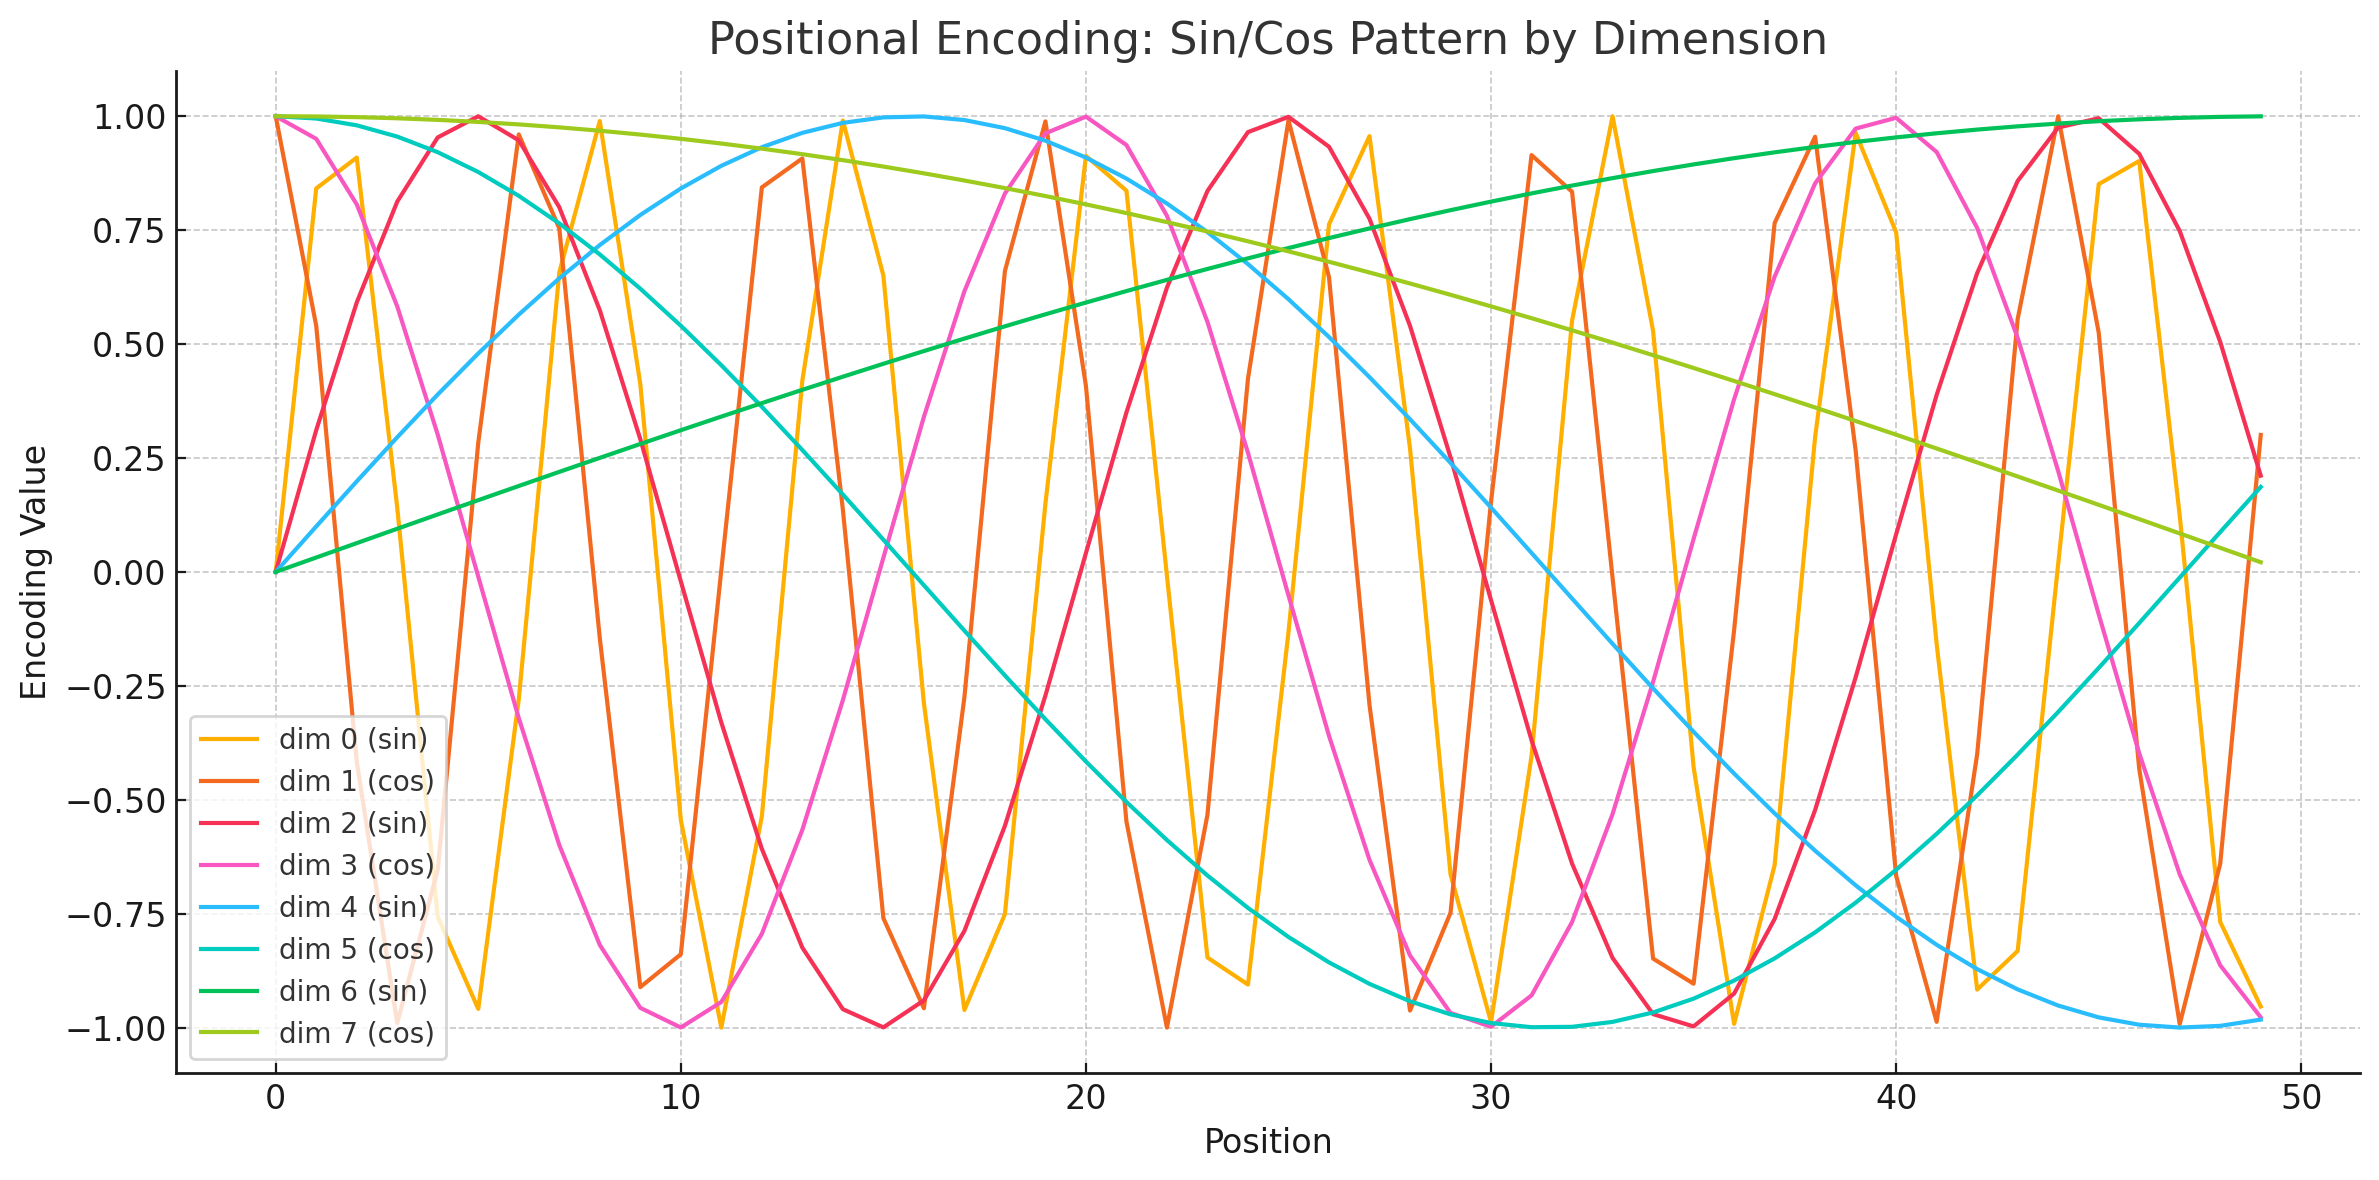 Positional Encoding: Sin/Cos Pattern by Dimension
1.00
0.75
0.50
0.25
0.00
−0.25
−0.50
−0.75
−1.00
Encoding Value
dim 0 (sin)
dim 1 (cos)
dim 2 (sin)
dim 3 (cos)
dim 4 (sin)
dim 5 (cos)
dim 6 (sin)
dim 7 (cos)
0 10 20 30 40 50
Position